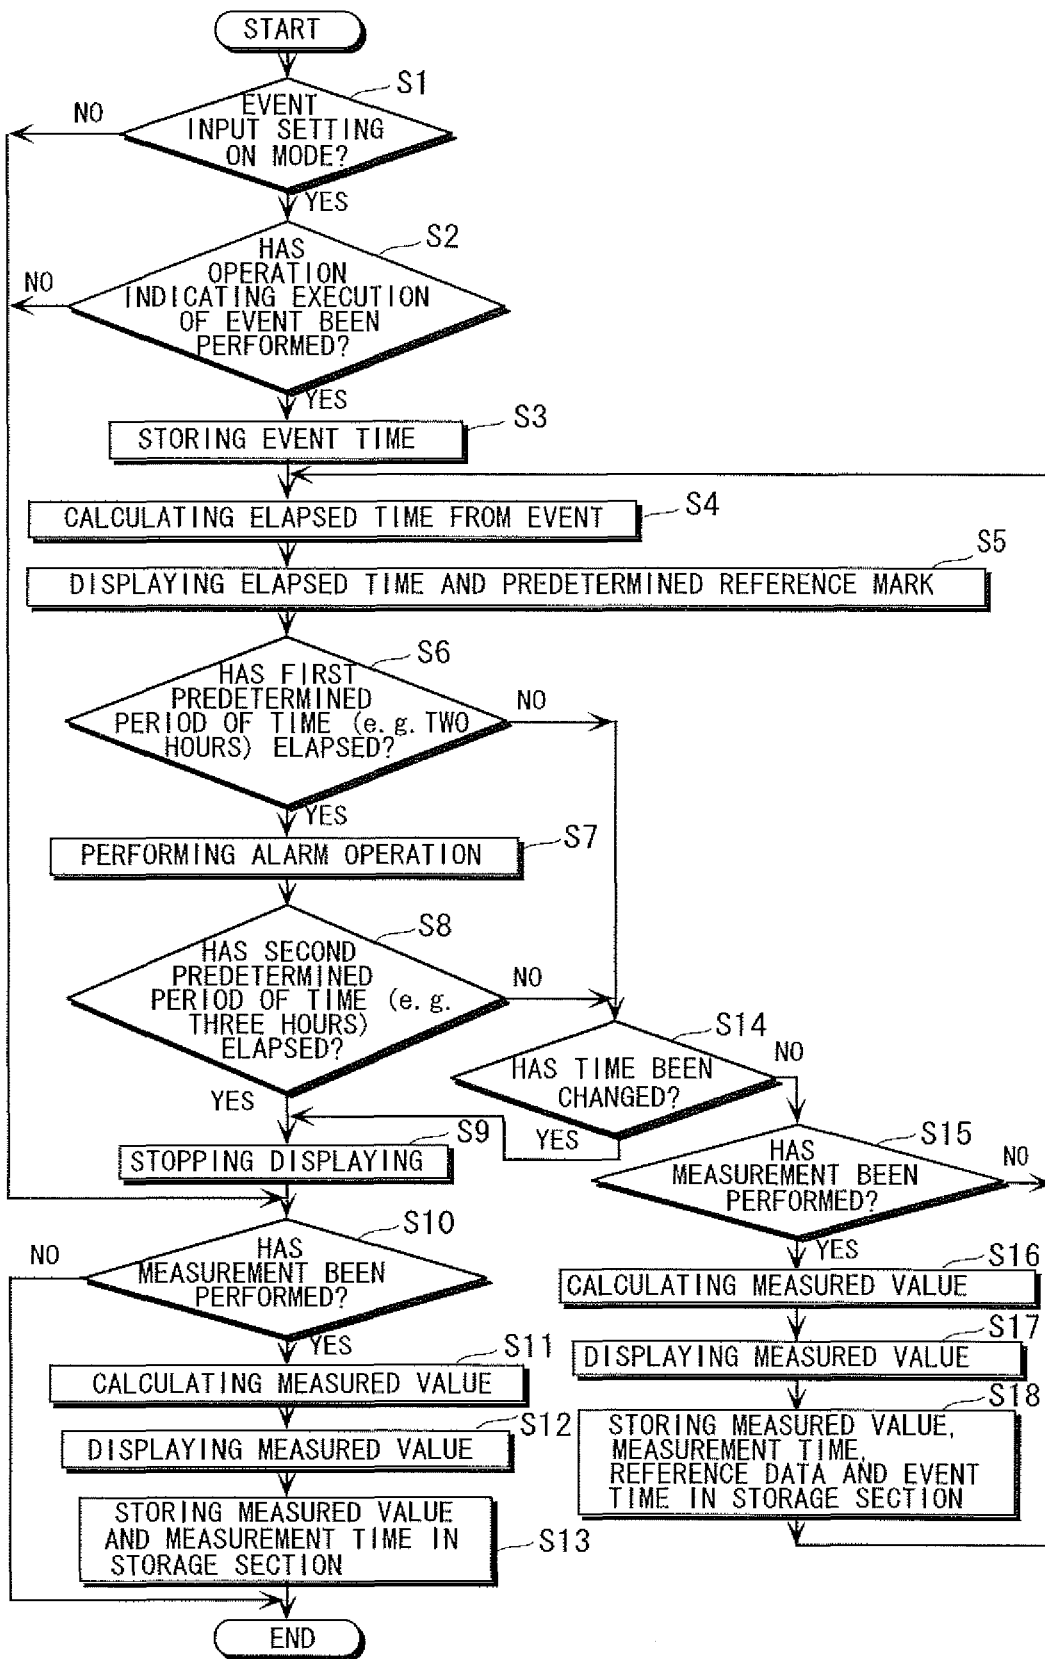 START
S1
NO
EVENT
INPUT SETTING
ON MODE?
YES
S2
NO
HAS
OPERATION
INDICATING EXECUTION
OF EVENT BEEN
PERFORMED?
YES
S3
STORING EVENT TIME
S4
CALCULATING ELAPSED TIME FROM EVENT
S5
DISPLAYING ELAPSED TIME AND PREDETERMINED REFERENCE MARK
S6
HAS FIRST
PREDETERMINED
PERIOD OF TIME (e.g. TWO
HOURS) ELAPSED?
NO
YES
S7
PERFORMING ALARM OPERATION
S8
HAS SECOND
PREDETERMINED
PERIOD OF TIME (e.g.
THREE HOURS)
ELAPSED?
NO
YES
S14
HAS TIME BEEN
CHANGED?
NO
YES
S9
STOPPING DISPLAYING
S15
HAS
MEASUREMENT BEEN
PERFORMED?
NO
YES
S10
NO
HAS
MEASUREMENT BEEN
PERFORMED?
YES
S11
CALCULATING MEASURED VALUE
S12
DISPLAYING MEASURED VALUE
STORING MEASURED VALUE
AND MEASUREMENT TIME IN
STORAGE SECTION
S13
S16
CALCULATING MEASURED VALUE
S17
DISPLAYING MEASURED VALUE
S18
STORING MEASURED VALUE,
MEASUREMENT TIME,
REFERENCE DATA AND EVENT
TIME IN STORAGE SECTION
END